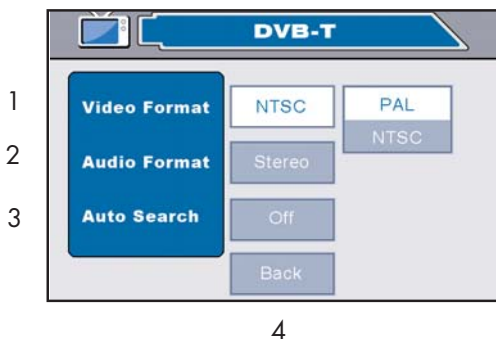 DVB-T
1 Video Format NTSC PAL
NTSC
2 Audio Format Stereo
3 Auto Search Off
Back
4